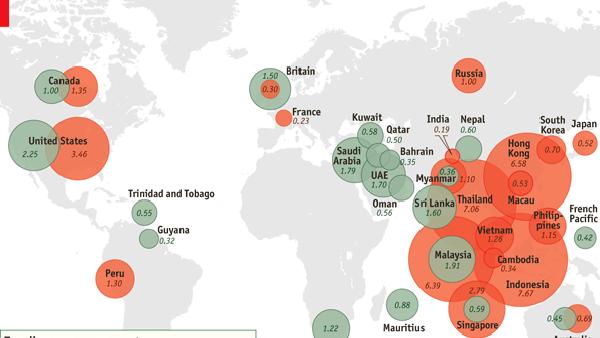 Canada
1.00 1.35
United States
2.25 3.46
Trinidad and Tobago
0.55
Guyana
0.32
Peru
1.30
1.50
Britain
0.30
France
0.23
Russia
1.00
Kuwait
0.58
Qatar
0.50
Bahrain
0.35
Saudi
Arabia
1.79
UAE
1.70
Oman
0.56
India
0.19
Nepal
0.60
0.36
Myanmar 1.10
Sri Lanka
1.60
Thailand
7.06
Hong
Kong
6.58
South
Korea
0.70
Japan
0.52
0.53
Macau
Philip-
pines
1.15
French
Pacific
0.42
Vietnam
1.26
Cambodia
0.34
Malaysia
1.91
6.39
Indonesia
7.67
2.79
0.59
Singapore
0.88
Mauritius
1.22
0.45 0.69